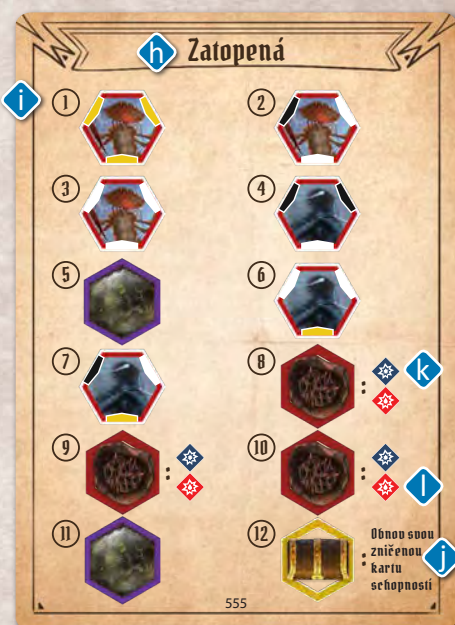 h Zatopená
i
1 2
3 4
5 6
7 8 : k
9 : 10 : l
11 12 : Obnov svou
zničenou j
kartu
schopností
555